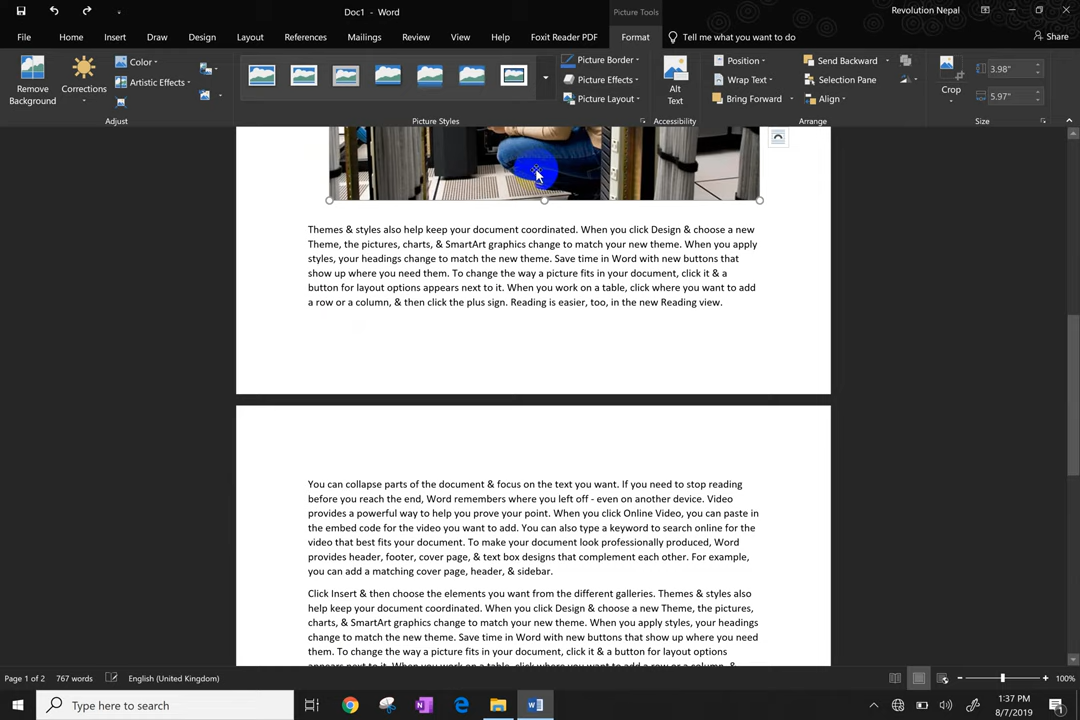 Doc1 - Word
Picture Tools
Revolution Nepal
File
Home
Insert
Draw
Design
Layout
References
Mailings
Review
View
Help
Foxit Reader PDF
Format
Tell me what you want to do
Share
Remove
Background
Corrections
Color
Artistic Effects
Adjust
Picture Styles
Picture Border
Picture Effects
Picture Layout
Alt
Text
Accessibility
Position
Wrap Text
Bring Forward
Send Backward
Selection Pane
Align
Arrange
Crop
3.98"
5.97"
Size
Themes & styles also help keep your document coordinated. When you click Design & choose a new
Theme, the pictures, charts, & SmartArt graphics change to match your new theme. When you apply
styles, your headings change to match the new theme. Save time in Word with new buttons that
show up where you need them. To change the way a picture fits in your document, click it & a
button for layout options appears next to it. When you work on a table, click where you want to add
a row or a column, & then click the plus sign. Reading is easier, too, in the new Reading view.
You can collapse parts of the document & focus on the text you want. If you need to stop reading
before you reach the end, Word remembers where you left off - even on another device. Video
provides a powerful way to help you prove your point. When you click Online Video, you can paste in
the embed code for the video you want to add. You can also type a keyword to search online for the
video that best fits your document. To make your document look professionally produced, Word
provides header, footer, cover page, & text box designs that complement each other. For example,
you can add a matching cover page, header, & sidebar.
Click Insert & then choose the elements you want from the different galleries. Themes & styles also
help keep your document coordinated. When you click Design & choose a new Theme, the pictures,
charts, & SmartArt graphics change to match your new theme. When you apply styles, your headings
change to match the new theme. Save time in Word with new buttons that show up where you need
them. To change the way a picture fits in your document, click it & a button for layout options
appears next to it. When you work on a table, click where you want to add a row or a column, &
Page 1 of 2
767 words
English (United Kingdom)
100%
Type here to search
1:37 PM
8/7/2019